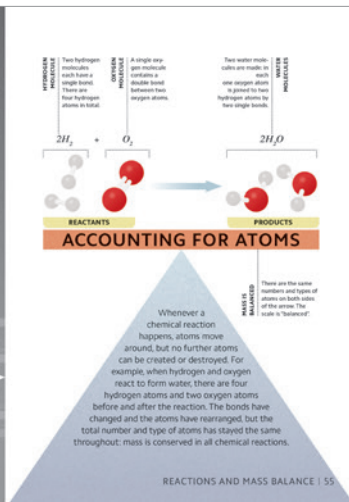 HYDROGEN
MOLECULE
Two hydrogen
molecules
each have a
single bond.
There are
four hydrogen
atoms in total.
OXYGEN
MOLECULE
A single oxy-
gen molecule
contains a
double bond
between two
oxygen atoms.
Two water mole-
cules are made; in
each
one oxygen atom
is joined to two
hydrogen atoms by
two single bonds.
WATER
MOLECULES
2H₂ + O₂
2H₂O
REACTANTS
PRODUCTS
ACCOUNTING FOR ATOMS
MASS IS
BALANCED
There are the same
numbers and types of
atoms on both sides
of the arrow. The
scale is "balanced".
Whenever a
chemical reaction
happens, atoms move
around, but no further atoms
can be created or destroyed. For
example, when hydrogen and oxygen
react to form water, there are four
hydrogen atoms and two oxygen atoms
before and after the reaction. The bonds have
changed and the atoms have rearranged, but the
total number and type of atoms has stayed the same
throughout: mass is conserved in all chemical reactions.
REACTIONS AND MASS BALANCE | 55